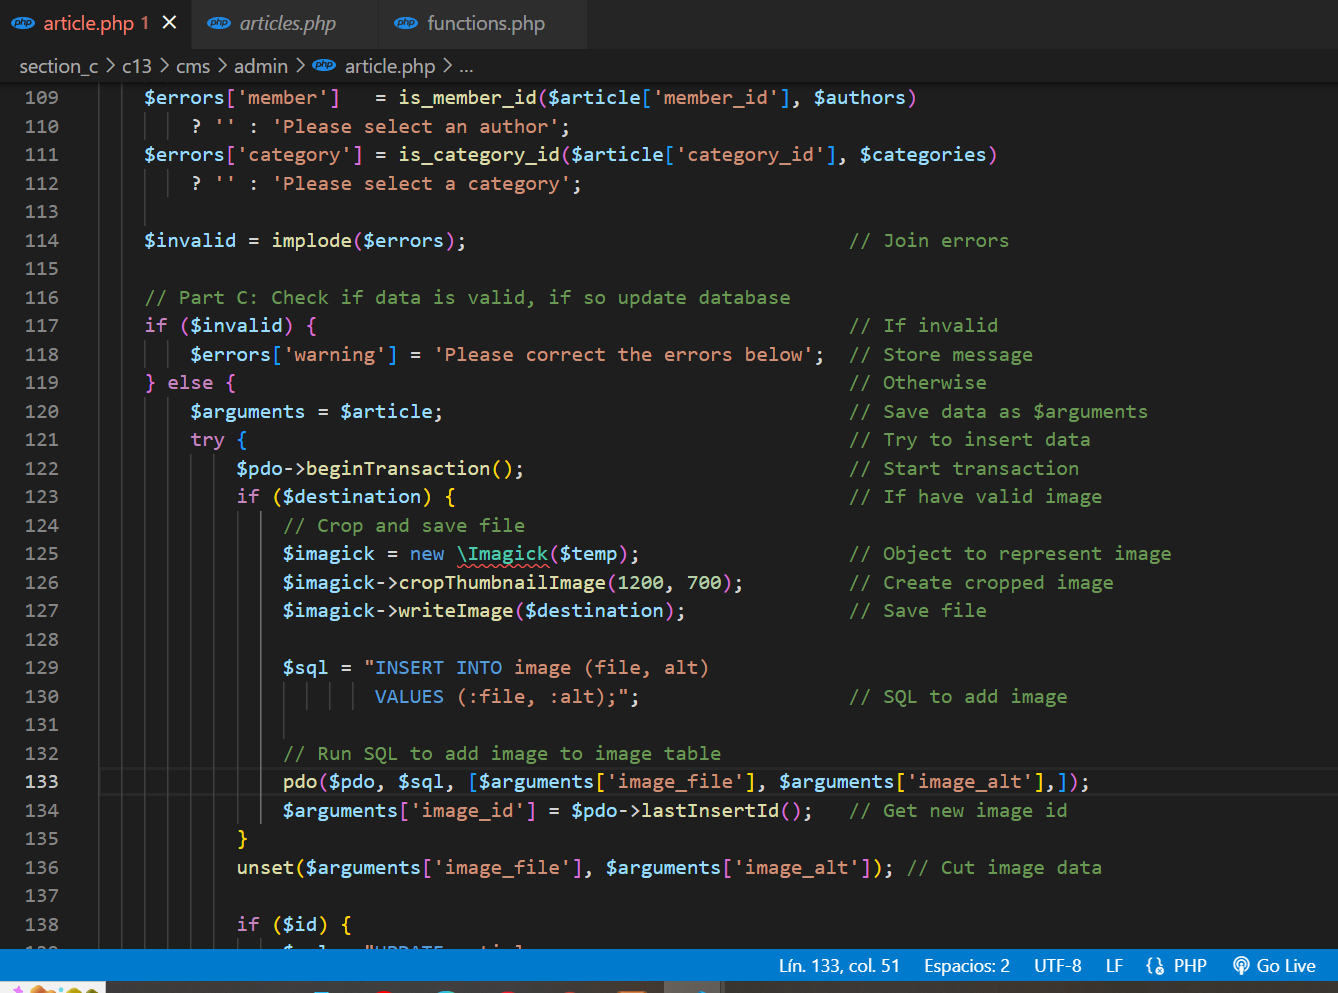 php article.php 1 × php articles.php php functions.php
section_c > c13 > cms > admin > php article.php > ...
109 $errors['member']   = is_member_id($article['member_id'], $authors)
110 ? '' : 'Please select an author';
111 $errors['category'] = is_category_id($article['category_id'], $categories)
112 ? '' : 'Please select a category';
113
114 $invalid = implode($errors); // Join errors
115
116 // Part C: Check if data is valid, if so update database
117 if ($invalid) { // If invalid
118 $errors['warning'] = 'Please correct the errors below'; // Store message
119 } else { // Otherwise
120 $arguments = $article; // Save data as $arguments
121 try { // Try to insert data
122 $pdo->beginTransaction(); // Start transaction
123 if ($destination) { // If have valid image
124 // Crop and save file
125 $imagick = new \Imagick($temp); // Object to represent image
126 $imagick->cropThumbnailImage(1200, 700); // Create cropped image
127 $imagick->writeImage($destination); // Save file
128
129 $sql = "INSERT INTO image (file, alt)
130 VALUES (:file, :alt);"; // SQL to add image
131
132 // Run SQL to add image to image table
133 pdo($pdo, $sql, [$arguments['image_file'], $arguments['image_alt'],]);
134 $arguments['image_id'] = $pdo->lastInsertId(); // Get new image id
135 }
136 unset($arguments['image_file'], $arguments['image_alt']); // Cut image data
137
138 if ($id) {
Lín. 133, col. 51 Espacios: 2 UTF-8 LF PHP Go Live